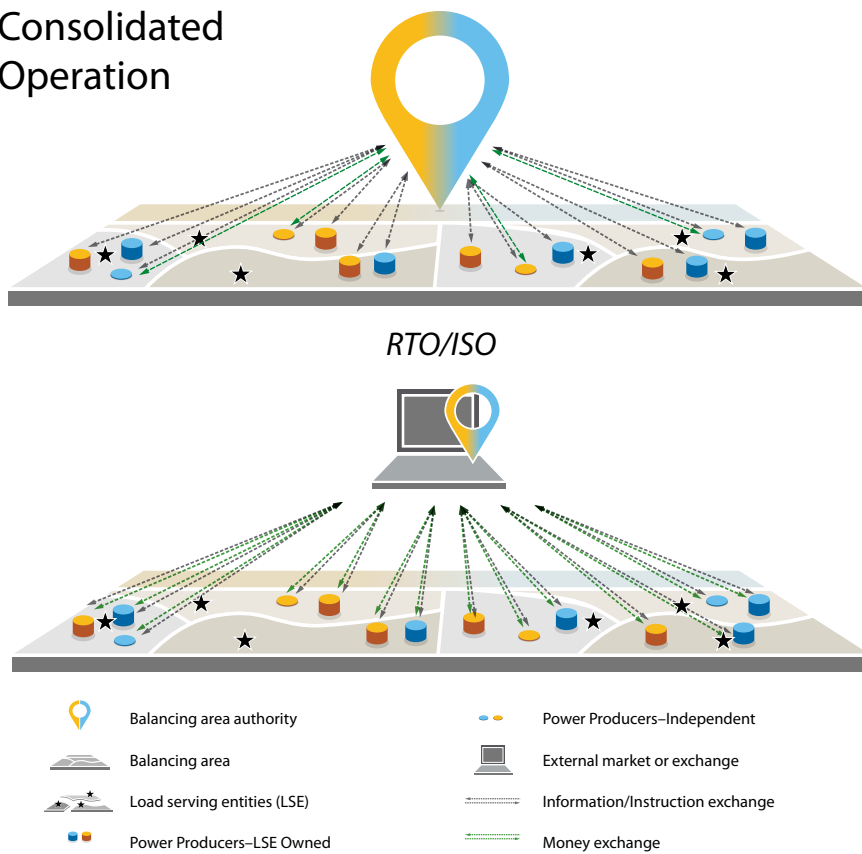 Consolidated
Operation
RTO/ISO
Balancing area authority
Power Producers–Independent
Balancing area
External market or exchange
Load serving entities (LSE)
Information/Instruction exchange
Power Producers–LSE Owned
Money exchange